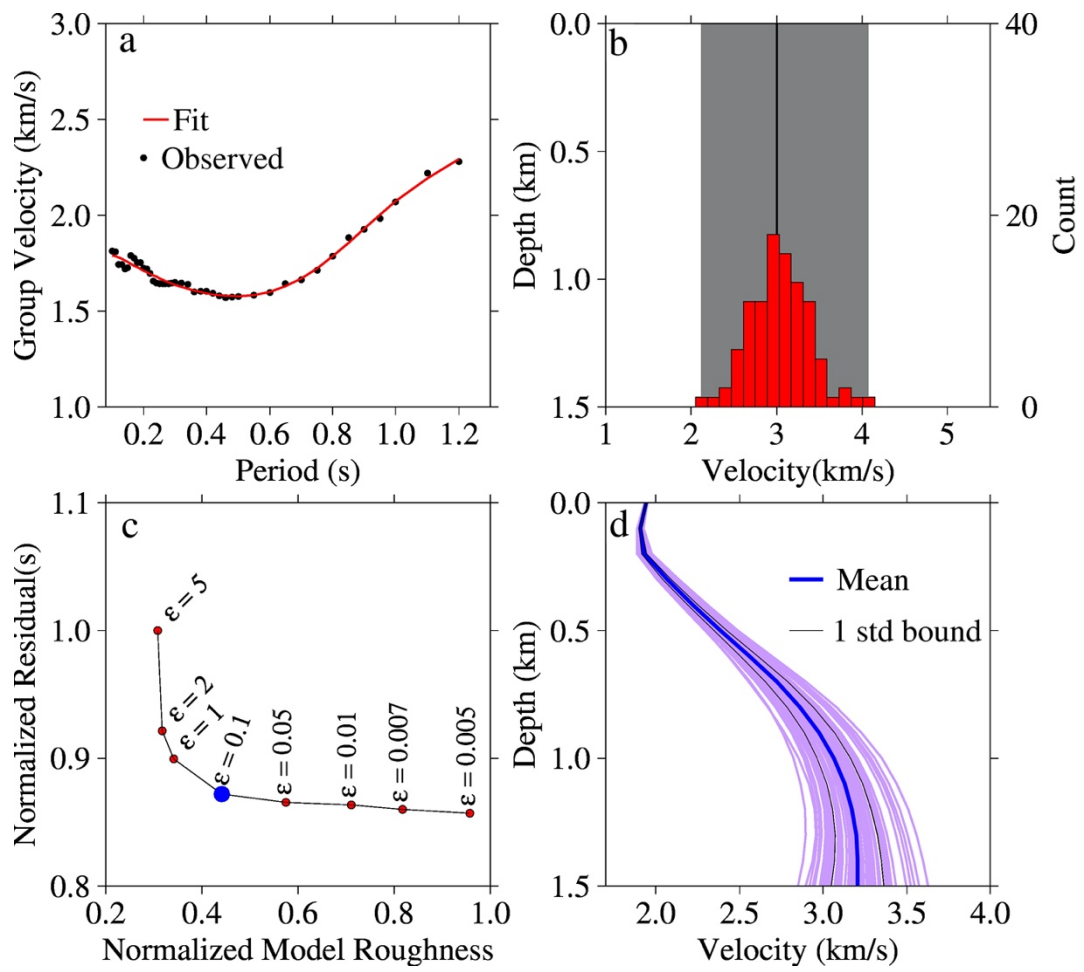 a
3.0
2.5
2.0
1.5
1.0
Group Velocity (km/s)
Fit
Observed
0.2 0.4 0.6 0.8 1.0 1.2
Period (s)
b
0.0
0.5
1.0
1.5
Depth (km)
40
20
0
Count
1 2 3 4 5
Velocity(km/s)
c
1.1
1.0
0.9
0.8
Normalized Residual(s)
ε = 5
ε = 2
ε = 1
ε = 0.1
ε = 0.05
ε = 0.01
ε = 0.007
ε = 0.005
0.2 0.4 0.6 0.8 1.0
Normalized Model Roughness
d
0.0
0.5
1.0
1.5
Depth (km)
Mean
1 std bound
2.0 2.5 3.0 3.5 4.0
Velocity (km/s)